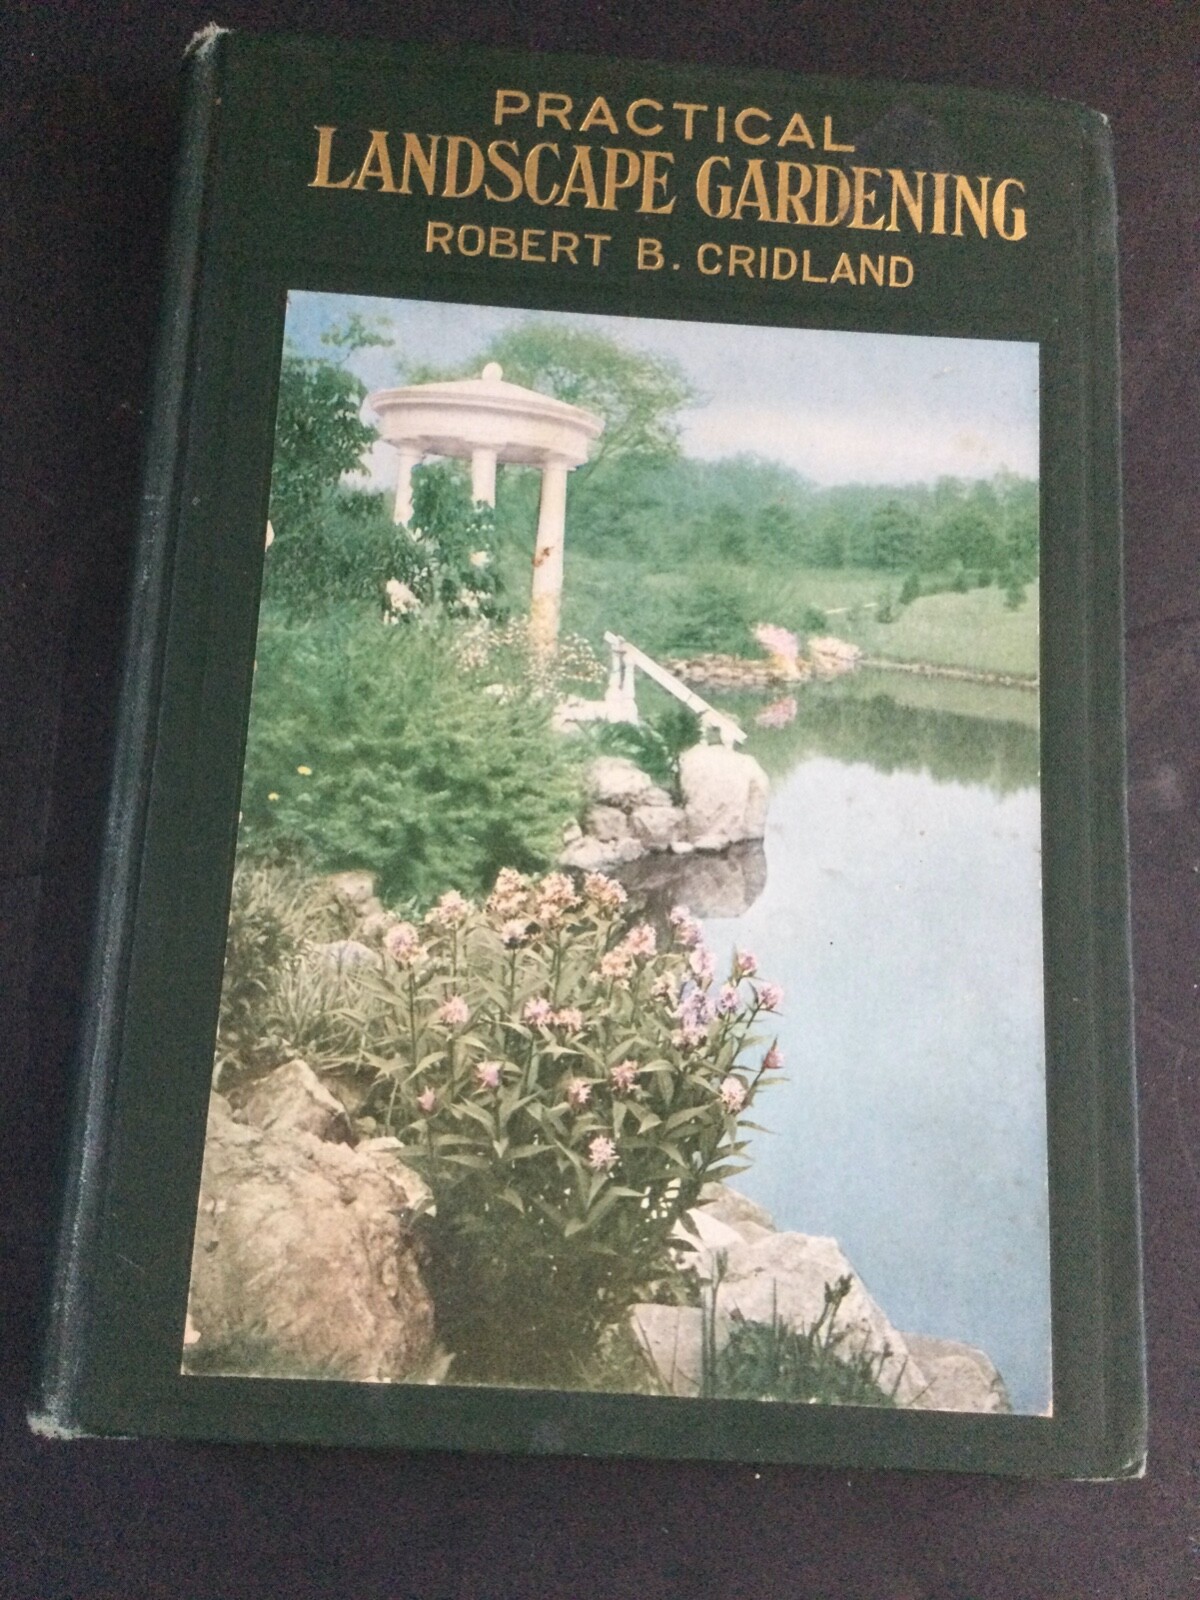 PRACTICAL
LANDSCAPE GARDENING
ROBERT B. CRIDLAND